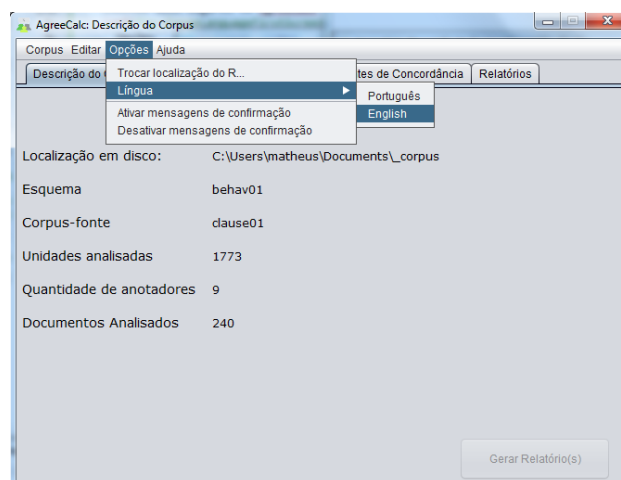 AgreeCalc: Descrição do Corpus
Corpus Editar Opções Ajuda
Descrição do tes de Concordância Relatórios
Trocar localização do R...
Língua
Português
English
Ativar mensagens de confirmação
Desativar mensagens de confirmação
Localização em disco: C:\Users\matheus\Documents\_corpus
Esquema behav01
Corpus-fonte clause01
Unidades analisadas 1773
Quantidade de anotadores 9
Documentos Analisados 240
Gerar Relatório(s)